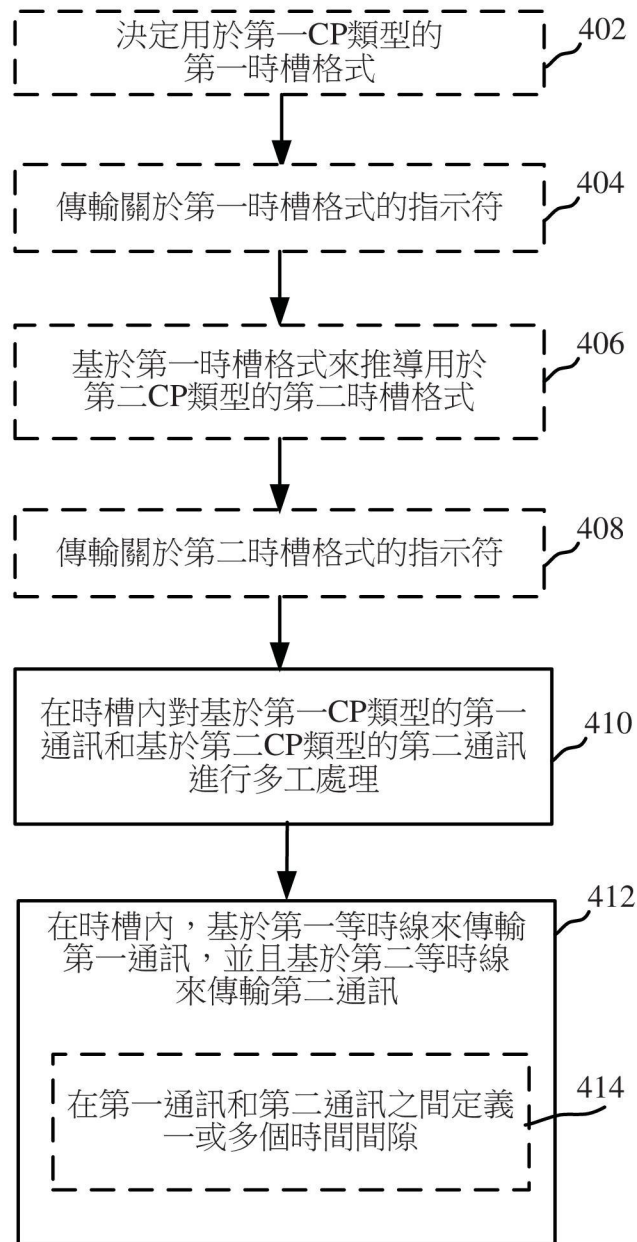 決定用於第一CP類型的
第一時槽格式
402
傳輸關於第一時槽格式的指示符
404
基於第一時槽格式來推導用於
第二CP類型的第二時槽格式
406
傳輸關於第二時槽格式的指示符
408
在時槽內對基於第一CP類型的第一
通訊和基於第二CP類型的第二通訊
進行多工處理
410
在時槽內，基於第一等時線來傳輸
第一通訊，並且基於第二等時線
來傳輸第二通訊
412
在第一通訊和第二通訊之間定義
一或多個時間間隙
414